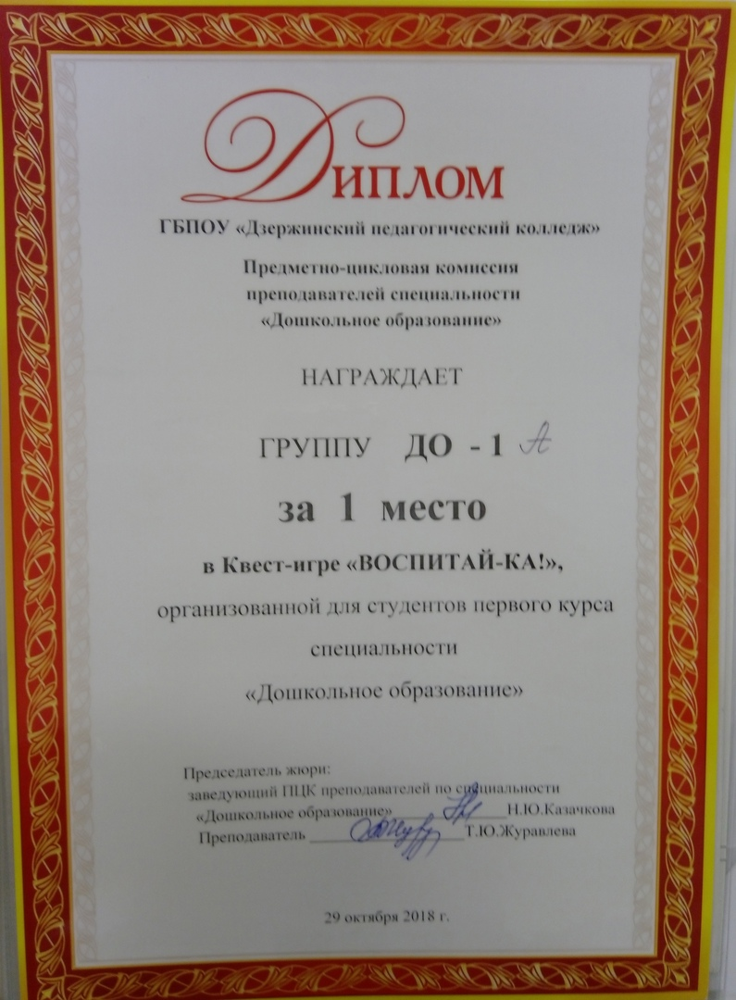 Диплом
ГБПОУ «Дзержинский педагогический колледж»
Предметно-цикловая комиссия
преподавателей специальности
«Дошкольное образование»
НАГРАЖДАЕТ
ГРУППУ ДО - 1 А
за 1 место
в Квест-игре «ВОСПИТАЙ-КА!»,
организованной для студентов первого курса
специальности
«Дошкольное образование»
Председатель жюри:
заведующий ПЦК преподавателей по специальности
«Дошкольное образование» Н.Ю.Казачкова
Преподаватель Т.Ю.Журавлева
29 октября 2018 г.